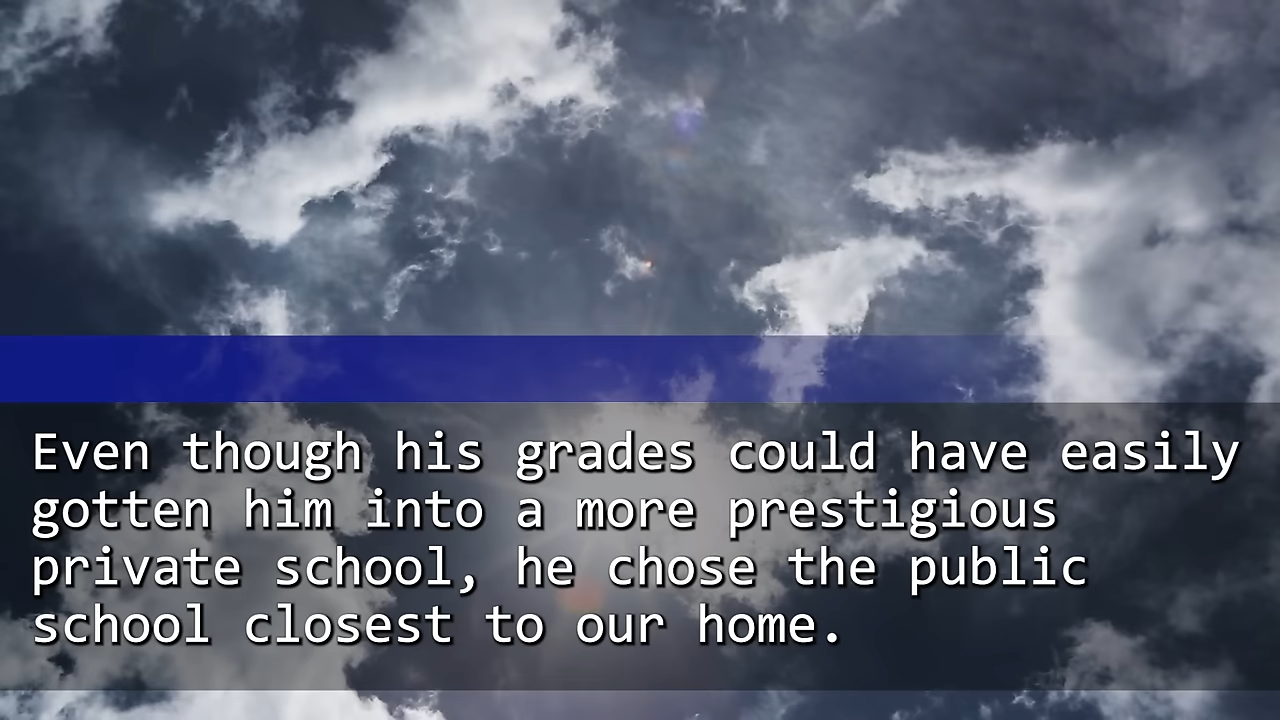 Even though his grades could have easily
gotten him into a more prestigious
private school, he chose the public
school closest to our home.